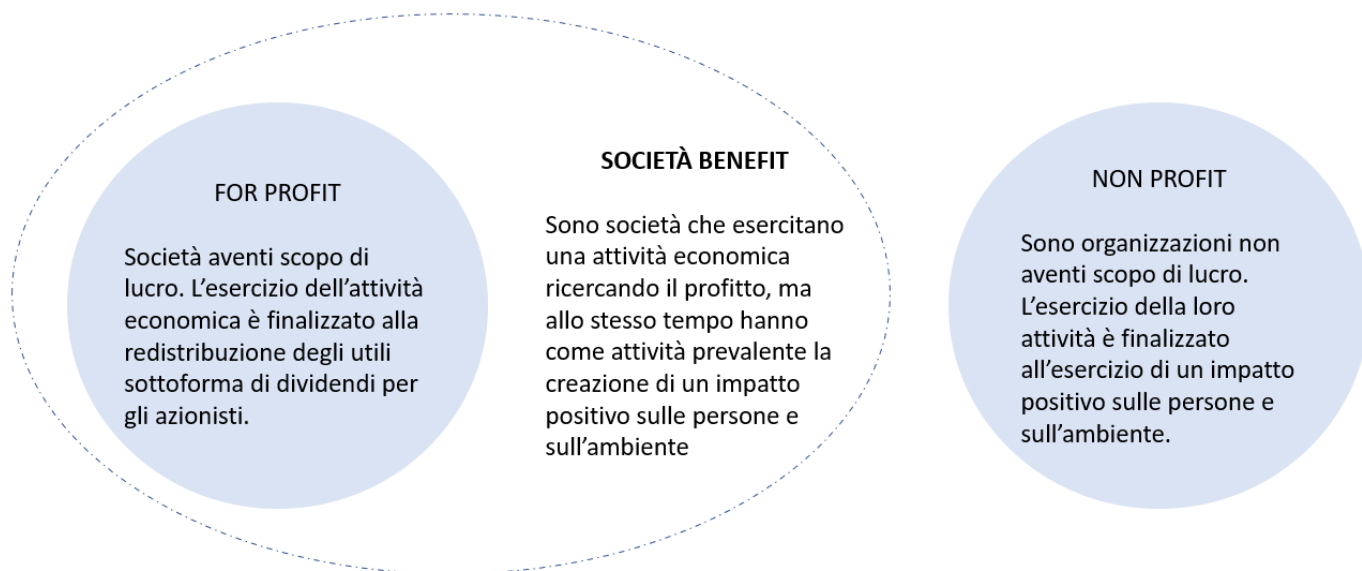 FOR PROFIT
Società aventi scopo di
lucro. L’esercizio dell’attività
economica è finalizzato alla
redistribuzione degli utili
sottoforma di dividendi per
gli azionisti.
SOCIETÀ BENEFIT
Sono società che esercitano
una attività economica
ricercando il profitto, ma
allo stesso tempo hanno
come attività prevalente la
creazione di un impatto
positivo sulle persone e
sull’ambiente
NON PROFIT
Sono organizzazioni non
aventi scopo di lucro.
L’esercizio della loro
attività è finalizzato
all’esercizio di un impatto
positivo sulle persone e
sull’ambiente.